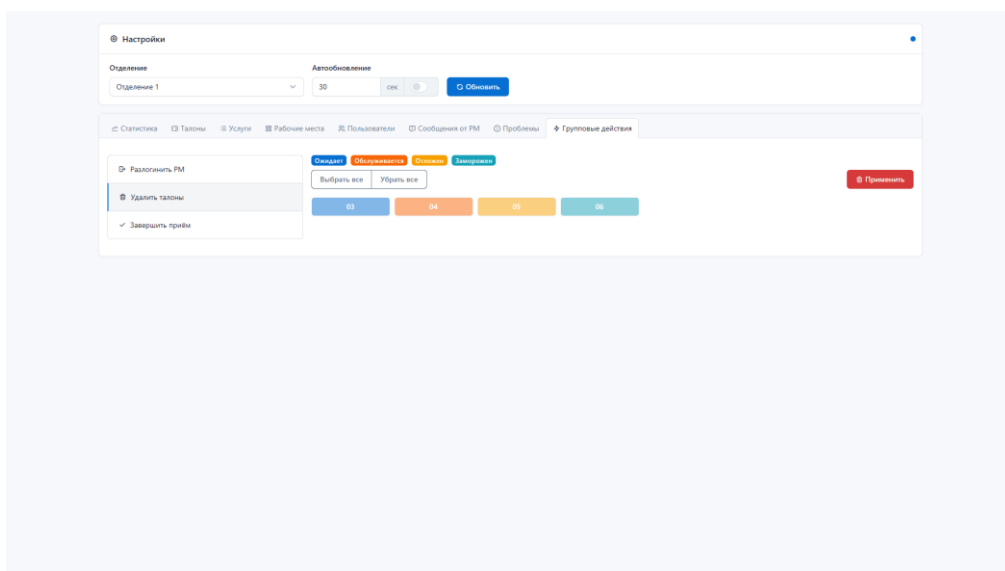 Настройки
Отделение Автообновление
Отделение 1 30 сек Обновить
Статистика Талоны Услуги Рабочие места Пользователи Сообщения от РМ Проблемы Групповые действия
Разлогинить РМ
Удалить талоны
Завершить приём
Ожидает Обслуживается Отложен Заморожен
Выбрать все Убрать все Применить
03 04 05 06